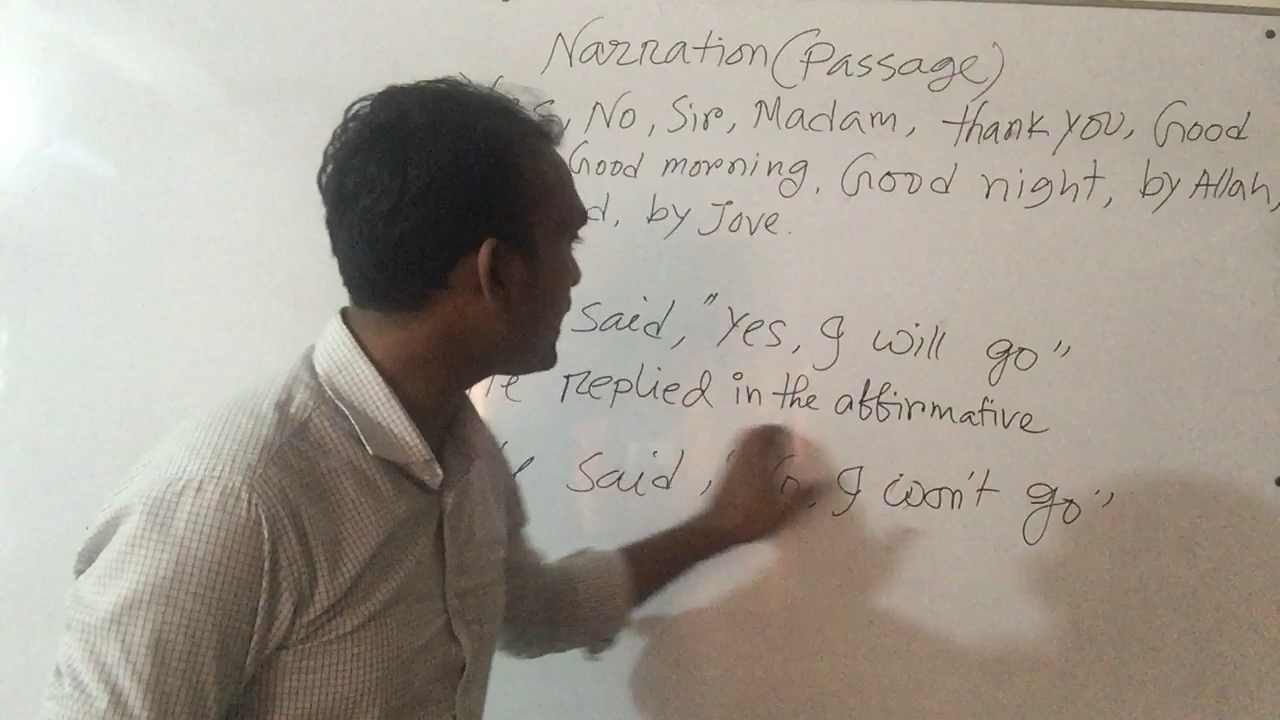 Narration (Passage)
Yes, No, Sir, Madam, thank you, Good
Good morning, Good night, by Allah,
by Jove.
said, "Yes, I will go"
replied in the affirmative
said, " I won't go"